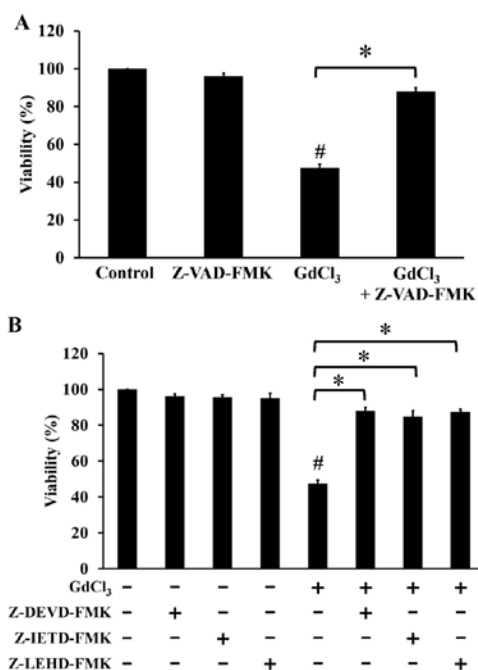 A
*
120
100
80
60
40
20
0
Viability (%)
#
Control Z-VAD-FMK GdCl₃ GdCl₃
+ Z-VAD-FMK
B
*
*
*
120
100
80
60
40
20
0
Viability (%)
#
GdCl₃ − − − − + + + +
Z-DEVD-FMK − + − − − + − −
Z-IETD-FMK − − + − − − + −
Z-LEHD-FMK − − − + − − − +